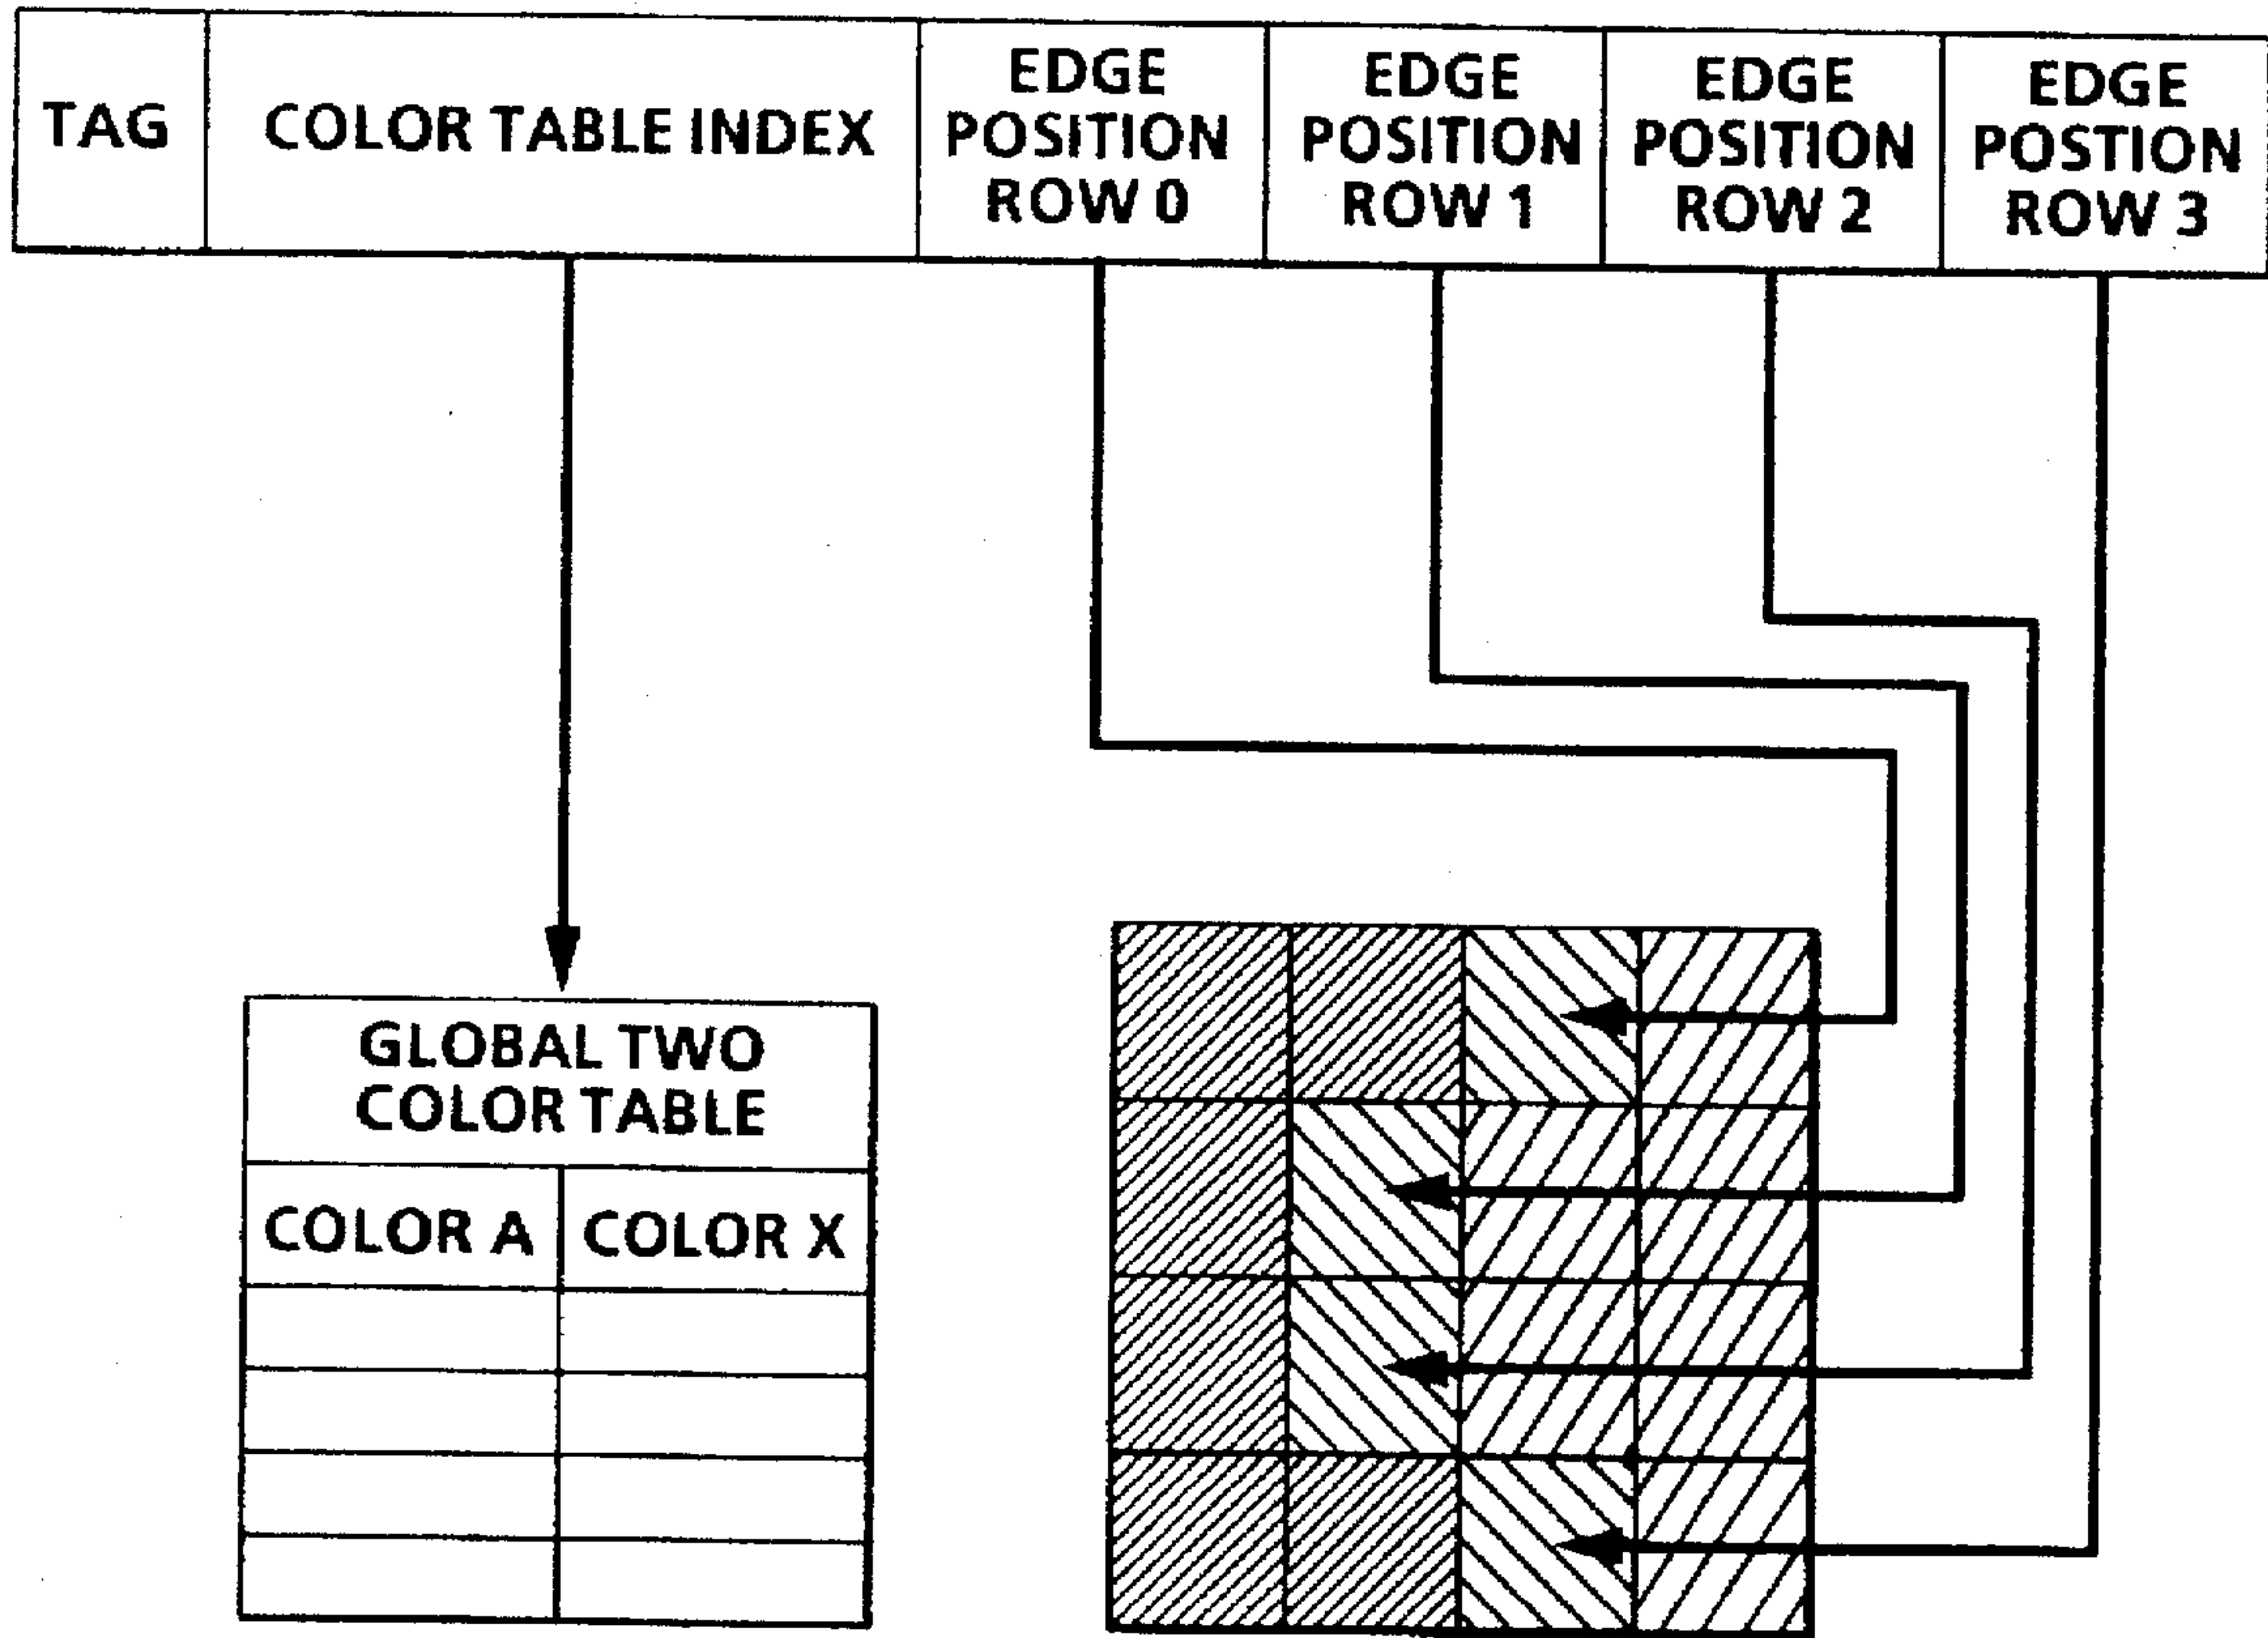 TAG
COLOR TABLE INDEX
EDGE
POSITION
ROW 0
EDGE
POSITION
ROW 1
EDGE
POSITION
ROW 2
EDGE
POSTION
ROW 3
GLOBAL TWO
COLOR TABLE
COLOR A
COLOR X